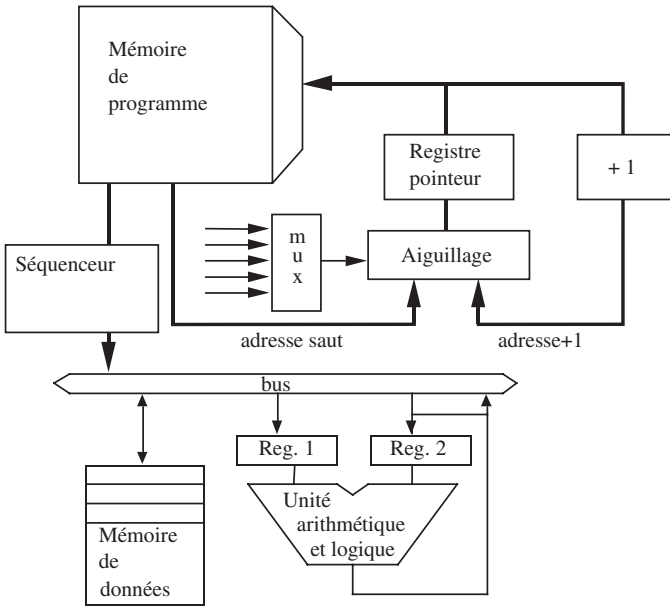 Mémoire
de
programme
Registre
pointeur
+ 1
m
u
x
Séquenceur
Aiguillage
adresse saut
adresse+1
bus
Reg. 1
Reg. 2
Unité
arithmétique
et logique
Mémoire
de
données